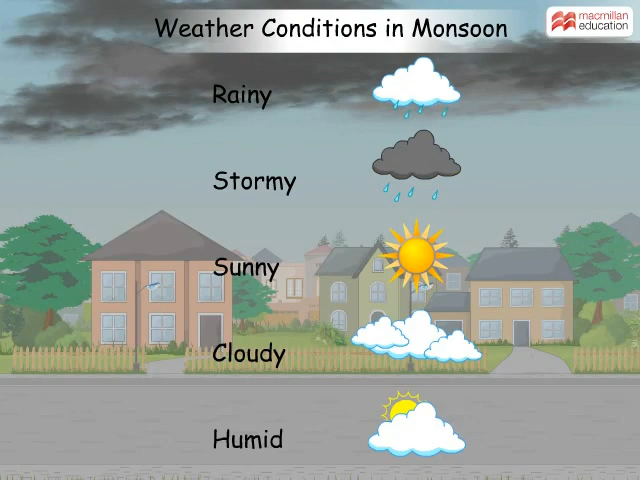 Weather Conditions in Monsoon
macmillan
education
Rainy
Stormy
Sunny
Cloudy
Humid